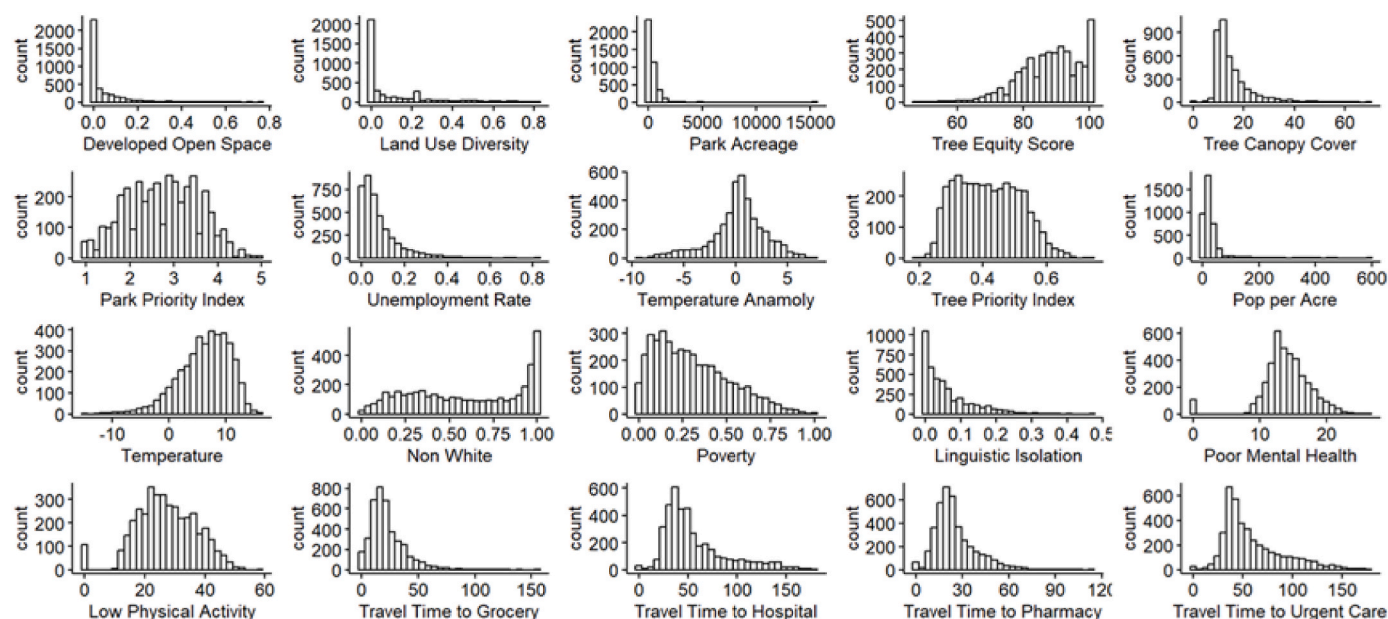 count 2000 1500 1000 500 0
0.0 0.2 0.4 0.6 0.8
Developed Open Space
count 2000 1500 1000 500 0
0.0 0.2 0.4 0.6 0.8
Land Use Diversity
count 2000 1500 1000 500 0
0 5000 10000 15000
Park Acreage
count 500 400 300 200 100 0
60 80 100
Tree Equity Score
count 900 600 300 0
0 20 40 60
Tree Canopy Cover
count 200 100 0
1 2 3 4 5
Park Priority Index
count 750 500 250 0
0.0 0.2 0.4 0.6 0.8
Unemployment Rate
count 600 400 200 0
-10 -5 0 5
Temperature Anamoly
count 200 100 0
0.2 0.4 0.6
Tree Priority Index
count 1500 1000 500 0
0 200 400 600
Pop per Acre
count 400 300 200 100 0
-10 0 10
Temperature
count 400 200 0
0.00 0.25 0.50 0.75 1.00
Non White
count 300 200 100 0
0.00 0.25 0.50 0.75 1.00
Poverty
count 1000 750 500 250 0
0.0 0.1 0.2 0.3 0.4 0.5
Linguistic Isolation
count 600 400 200 0
0 10 20
Poor Mental Health
count 300 200 100 0
0 20 40 60
Low Physical Activity
count 800 600 400 200 0
0 50 100 150
Travel Time to Grocery
count 600 400 200 0
0 50 100 150
Travel Time to Hospital
count 600 400 200 0
0 30 60 90 120
Travel Time to Pharmacy
count 600 400 200 0
0 50 100 150
Travel Time to Urgent Care